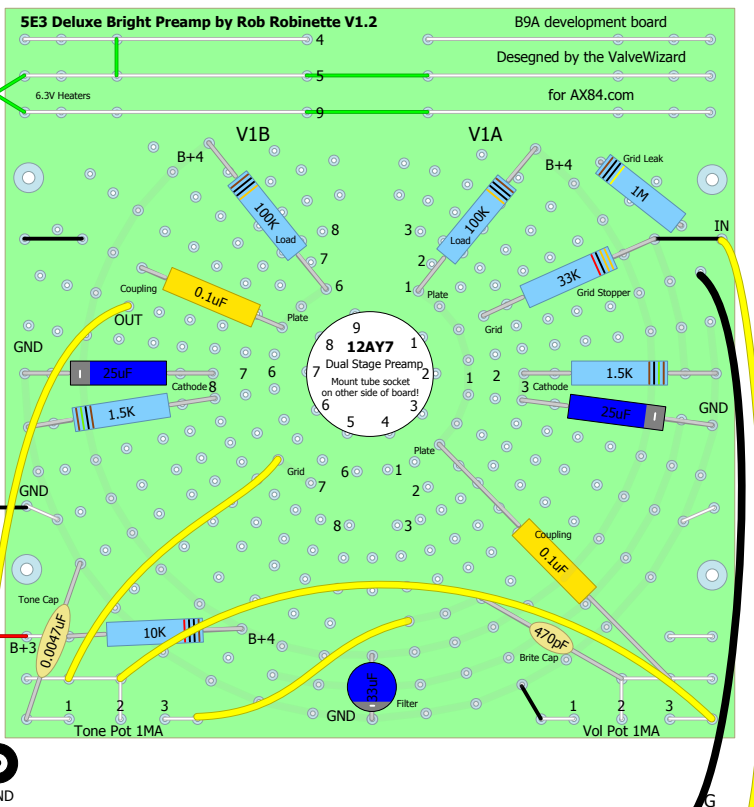 5E3 Deluxe Bright Preamp by Rob Robinette V1.2
B9A development board
4
Desegned by the ValveWizard
5
6.3V Heaters
for AX84.com
9
V1B
V1A
B+4
B+4
Grid Leak
1M
100K
Load
100K
Load
8
3
IN
7
2
33K
6
1
Coupling
0.1uF
Plate
Plate
Grid Stopper
OUT
Grid
9
GND
8
12AY7
1
Dual Stage Preamp
7
2
Mount tube socket
on other side of board!
6
3
5
4
25uF
Cathode
8
7
6
1
2
3
Cathode
1.5K
1.5K
25uF
GND
Plate
Grid
6
1
7
2
GND
8
3
Coupling
0.1uF
Tone Cap
0.0047uF
10K
B+4
B+3
470pF
Brite Cap
33uF
Filter
GND
1
2
3
1
2
3
Tone Pot 1MA
Vol Pot 1MA
ND
G